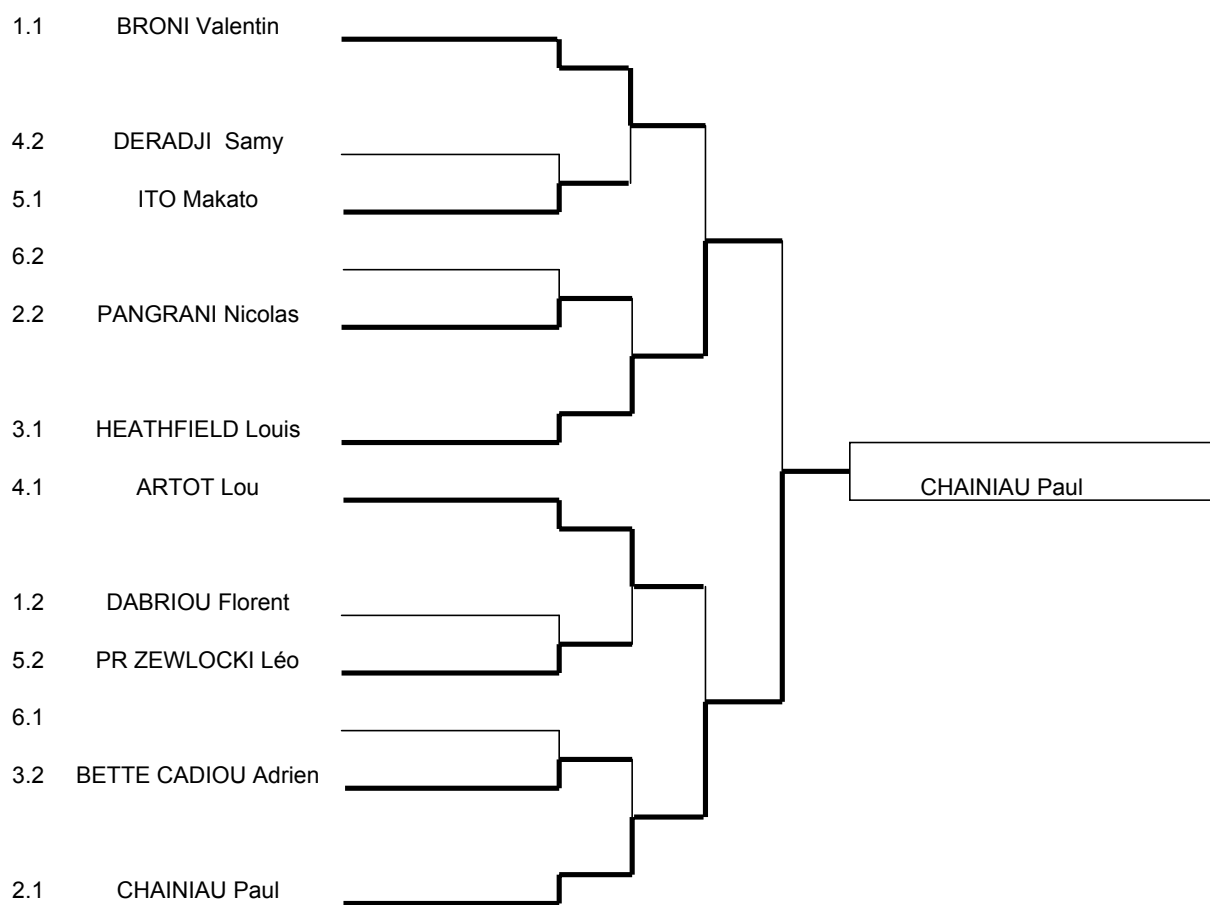 1.1 BRONI Valentin
4.2 DERADJI Samy
5.1 ITO Makato
6.2
2.2 PANGRANI Nicolas
3.1 HEATHFIELD Louis
4.1 ARTOT Lou
CHAINIAU Paul
1.2 DABRIOU Florent
5.2 PR ZEWLOCKI Léo
6.1
3.2 BETTE CADIOU Adrien
2.1 CHAINIAU Paul